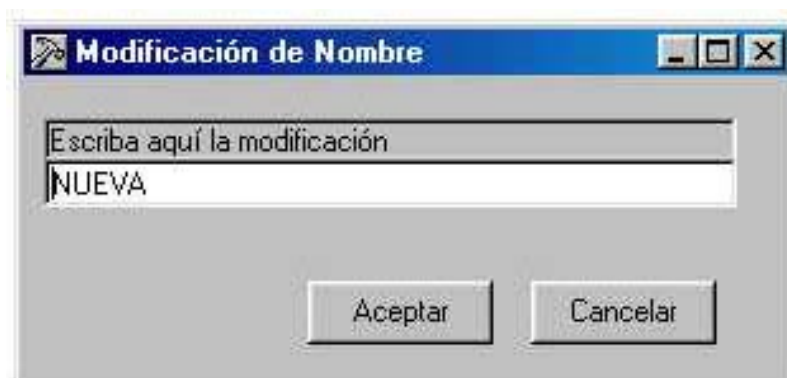 Modificación de Nombre
Escriba aquí la modificación
NUEVA
Aceptar Cancelar